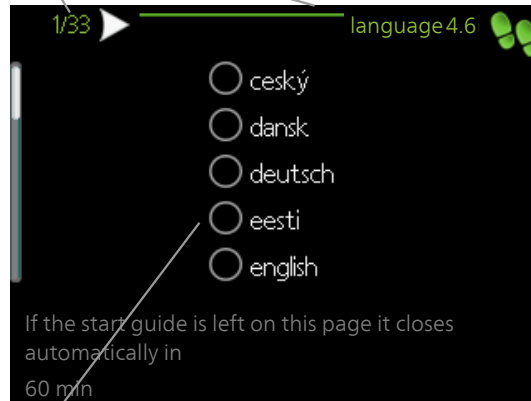 1/33 language 4.6
ceský
dansk
deutsch
eesti
english
If the start guide is left on this page it closes
automatically in
60 min